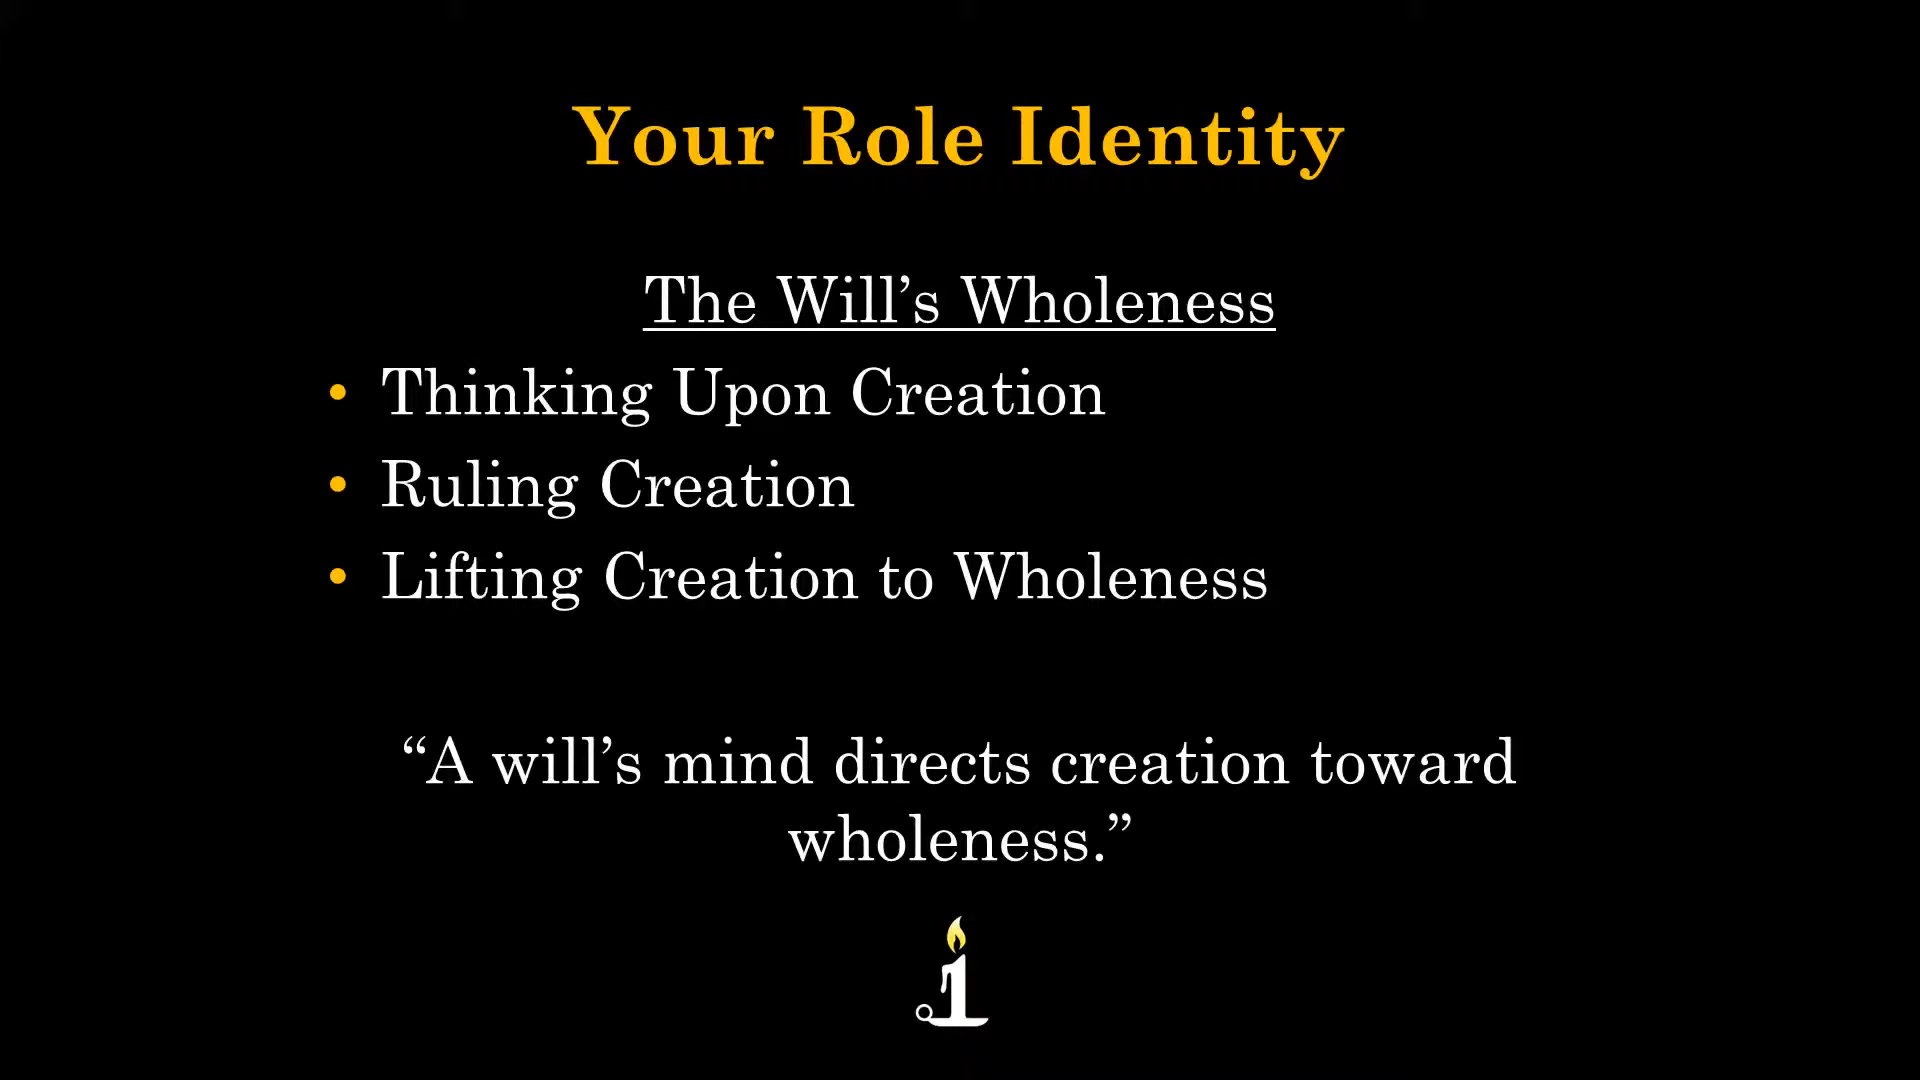 Your Role Identity
The Will’s Wholeness
• Thinking Upon Creation
• Ruling Creation
• Lifting Creation to Wholeness
“A will’s mind directs creation toward
wholeness.”